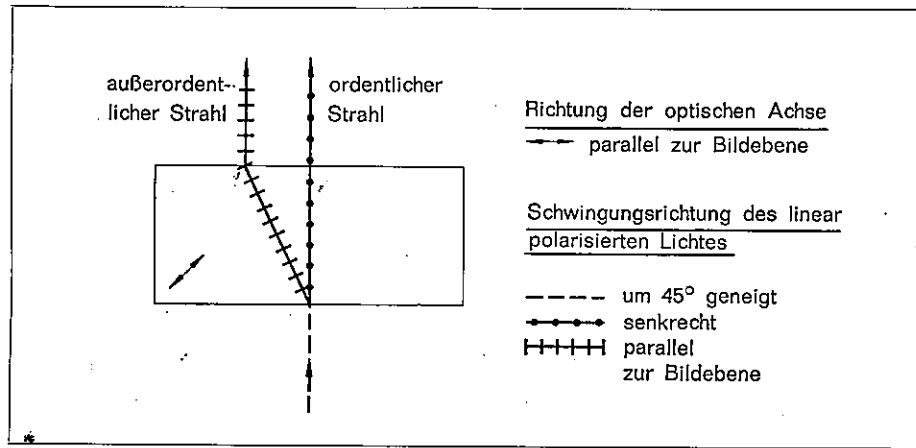 außerordent-
licher Strahl
ordentlicher
Strahl
Richtung der optischen Achse
parallel zur Bildebene
Schwingungsrichtung des linear
polarisierten Lichtes
um 45° geneigt
senkrecht
parallel
zur Bildebene